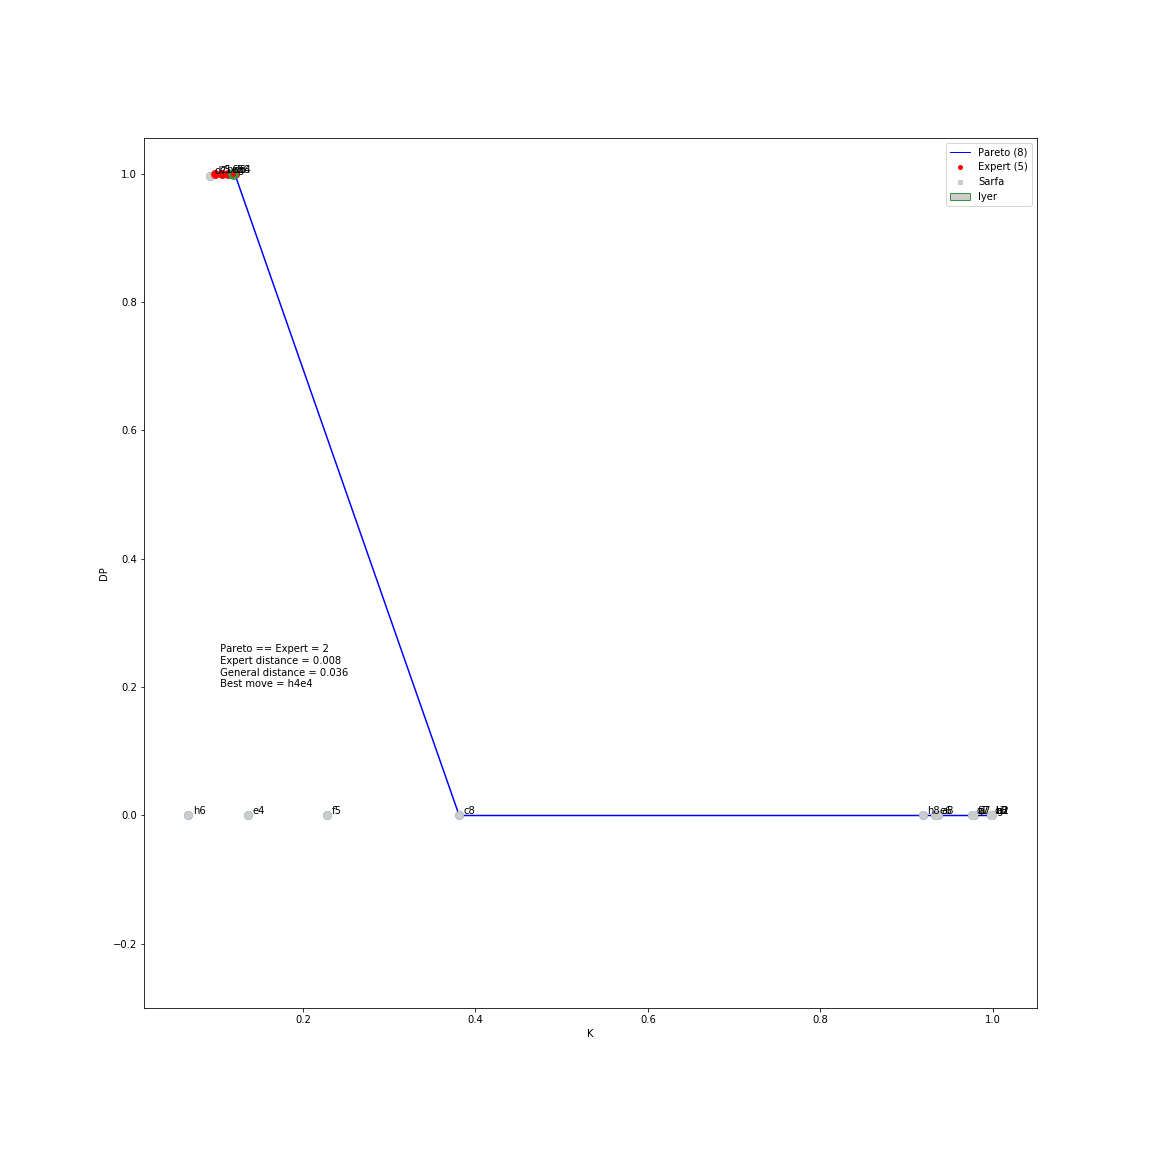 1.0
0.8
0.6
0.4
0.2
0.0
−0.2
DP
Pareto (8)
Expert (5)
Sarfa
Iyer
Pareto == Expert = 2
Expert distance = 0.008
General distance = 0.036
Best move = h4e4
h6
e4
f5
c8
h8
0.2
0.4
0.6
0.8
1.0
K